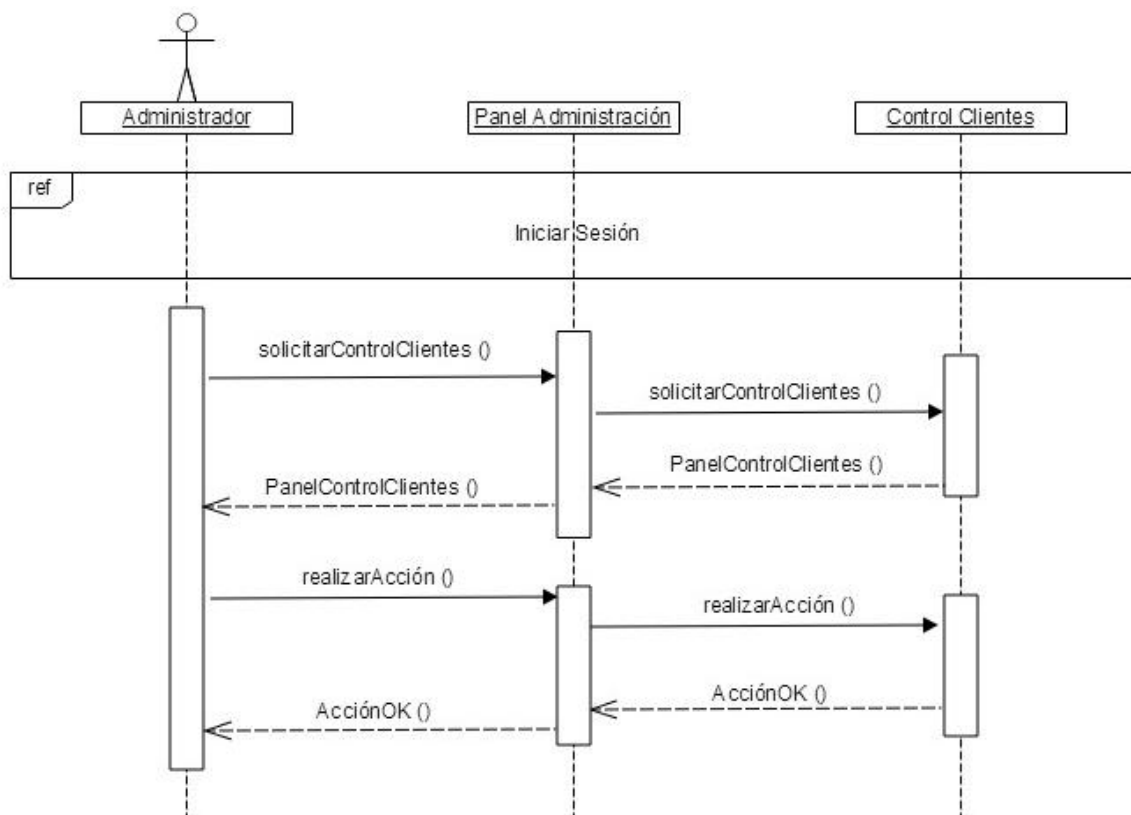 Administrador
Panel Administración
Control Clientes
ref
Iniciar Sesión
solicitarControlClientes ()
solicitarControlClientes ()
PanelControlClientes ()
PanelControlClientes ()
realizarAcción ()
realizarAcción ()
AcciónOK ()
AcciónOK ()